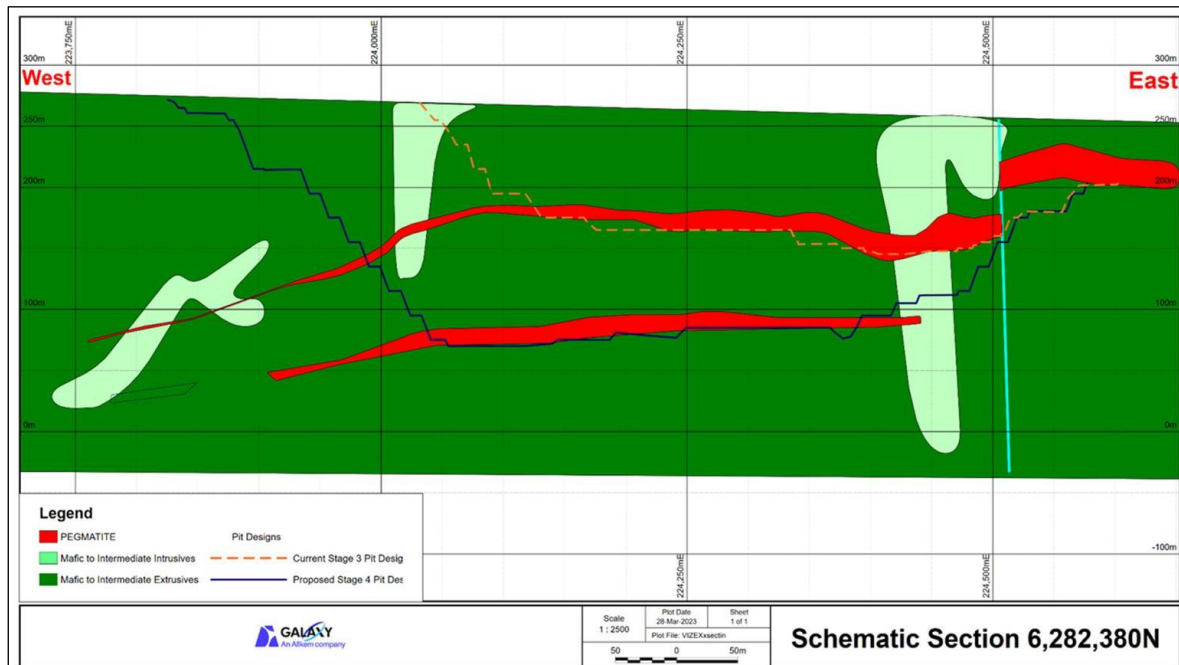 223,750mE
224,000mE
224,250mE
224,500mE
300m
300m
West
East
250m
250m
200m
200m
100m
100m
0m
0m
-100m
224,250mE
224,500mE
Legend
PEGMATITE
Pit Designs
Mafic to Intermediate Intrusives
Current Stage 3 Pit Desig
Mafic to Intermediate Extrusives
Proposed Stage 4 Pit Des
GALAXY
An Allkem company
Scale
1 : 2500
Plot Date
28-Mar-2023
Sheet
1 of 1
Plot File: VIZEXxsectin
50
0
50m
Schematic Section 6,282,380N